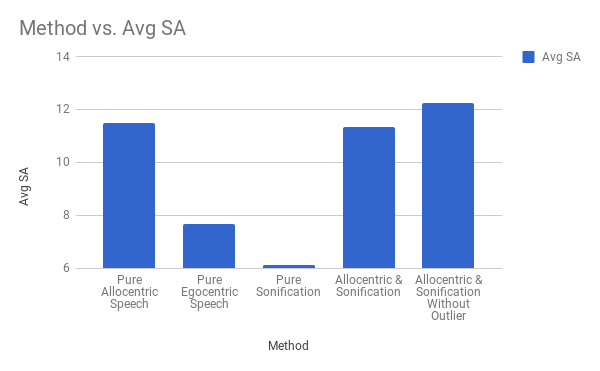 Method vs. Avg SA
Avg SA
14
12
10
8
6
Avg SA
Pure
Allocentric
Speech
Pure
Egocentric
Speech
Pure
Sonification
Allocentric &
Sonification
Allocentric &
Sonification
Without
Outlier
Method